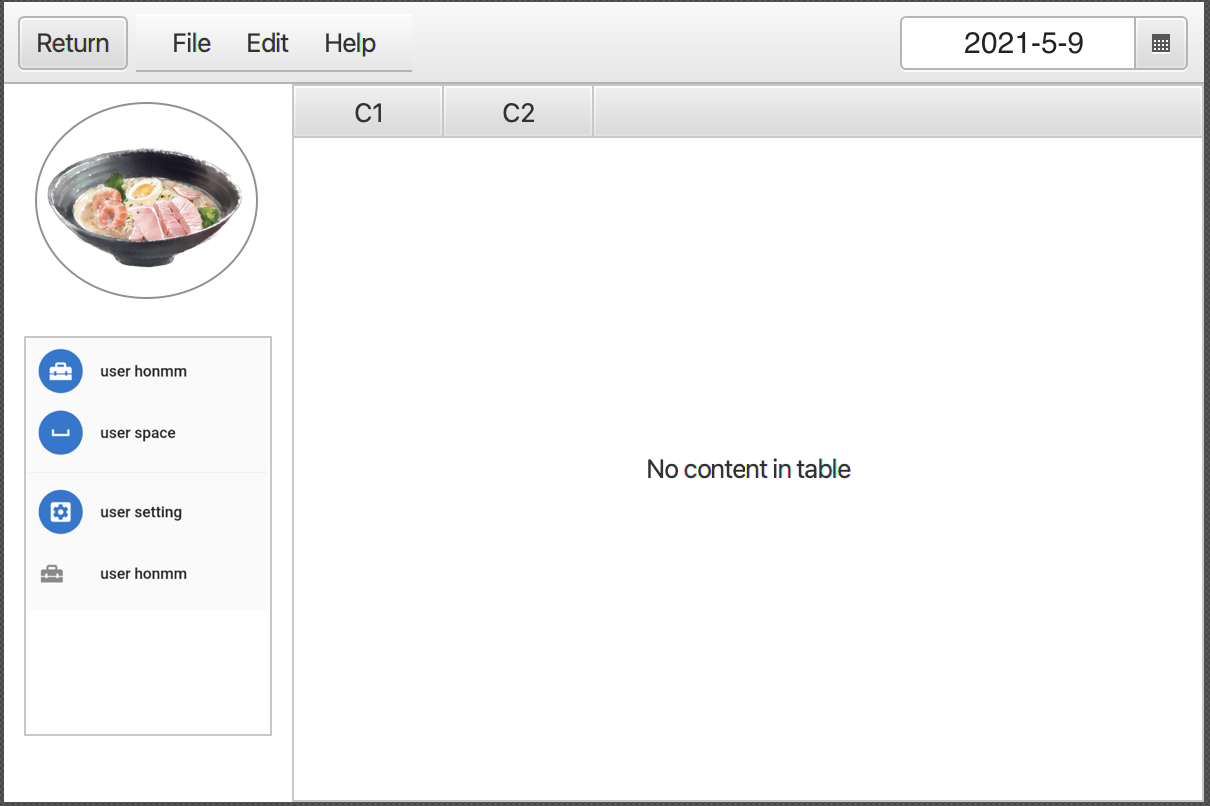 Return File Edit Help 2021-5-9
C1 C2
user honmm
user space
user setting
user honmm
No content in table